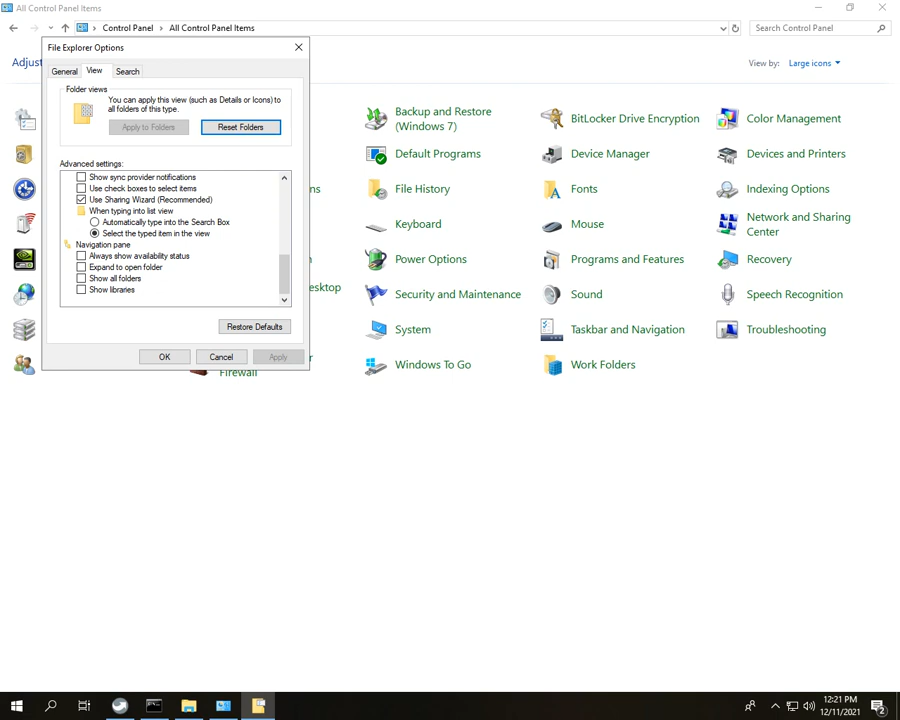 All Control Panel Items
Control Panel
All Control Panel Items
Search Control Panel
Adjust
View by:
Large icons
File Explorer Options
General
View
Search
Folder views
You can apply this view (such as Details or Icons) to
all folders of this type.
Apply to Folders
Reset Folders
Advanced settings:
Show sync provider notifications
Use check boxes to select items
Use Sharing Wizard (Recommended)
When typing into list view
Automatically type into the Search Box
Select the typed item in the view
Navigation pane
Always show availability status
Expand to open folder
Show all folders
Show libraries
Restore Defaults
OK
Cancel
Apply
Backup and Restore
(Windows 7)
BitLocker Drive Encryption
Color Management
Default Programs
Device Manager
Devices and Printers
ns
File History
Fonts
Indexing Options
Keyboard
Mouse
Network and Sharing
Center
Power Options
Programs and Features
Recovery
esktop
Security and Maintenance
Sound
Speech Recognition
System
Taskbar and Navigation
Troubleshooting
r
Firewall
Windows To Go
Work Folders
12:21 PM
12/11/2021
2